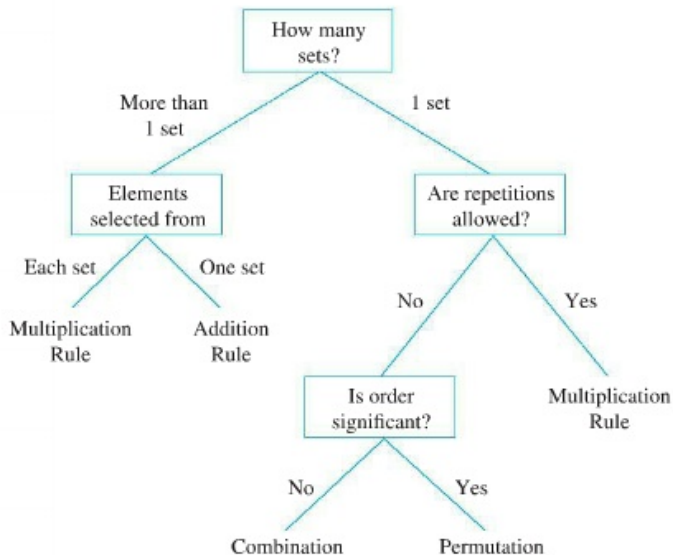 How many
sets?
More than
1 set
1 set
Elements
selected from
Are repetitions
allowed?
Each set
One set
No
Yes
Multiplication
Rule
Addition
Rule
Is order
significant?
Multiplication
Rule
No
Yes
Combination
Permutation